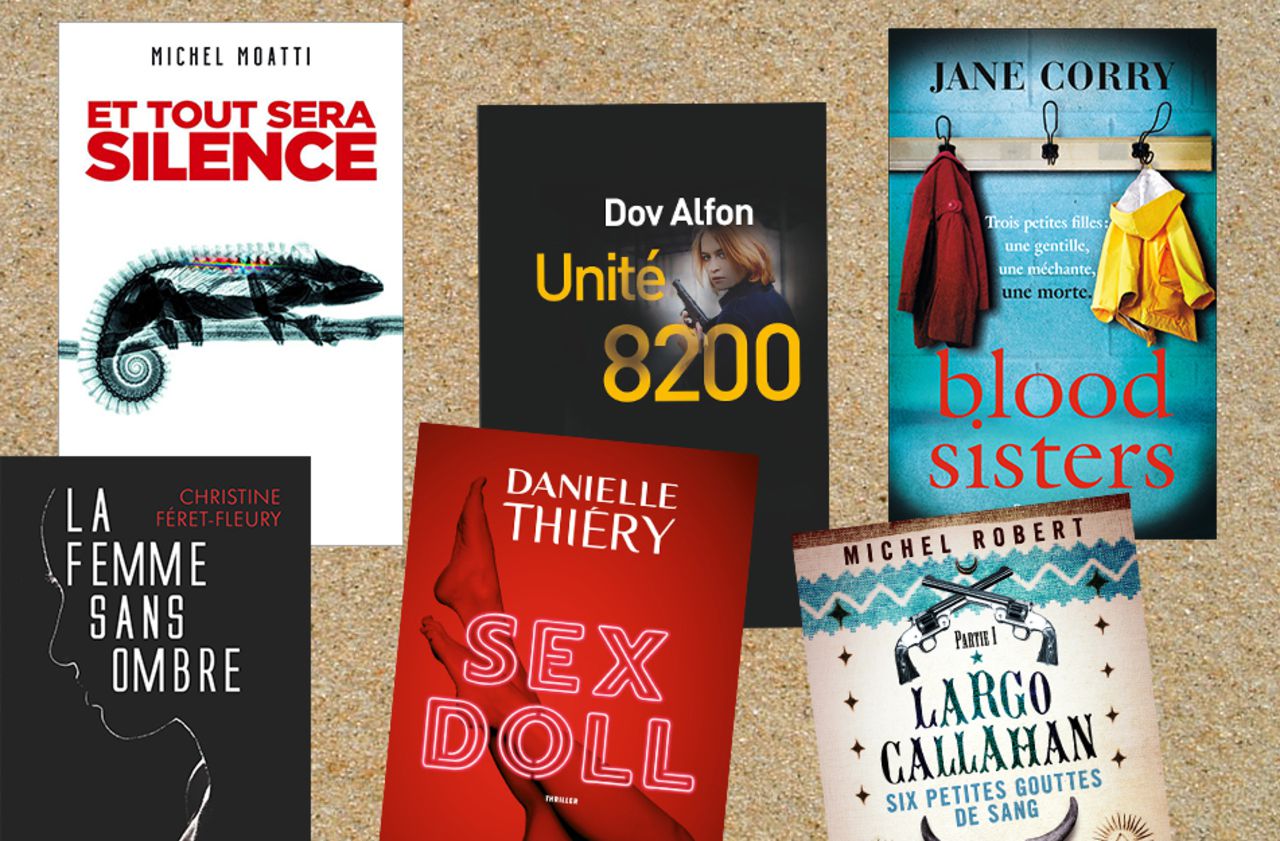 MICHEL MOATTI
ET TOUT SERA
SILENCE
Dov Alfon
Unité
8200
JANE CORRY
Trois petites filles :
une gentille,
une méchante,
une morte.
blood
sisters
LA
FEMME
SANS
OMBRE
CHRISTINE
FÉRET-FLEURY
DANIELLE
THIÉRY
SEX
DOLL
THRILLER
MICHEL ROBERT
PARTIE I
LARGO
CALLAHAN
SIX PETITES GOUTTES
DE SANG